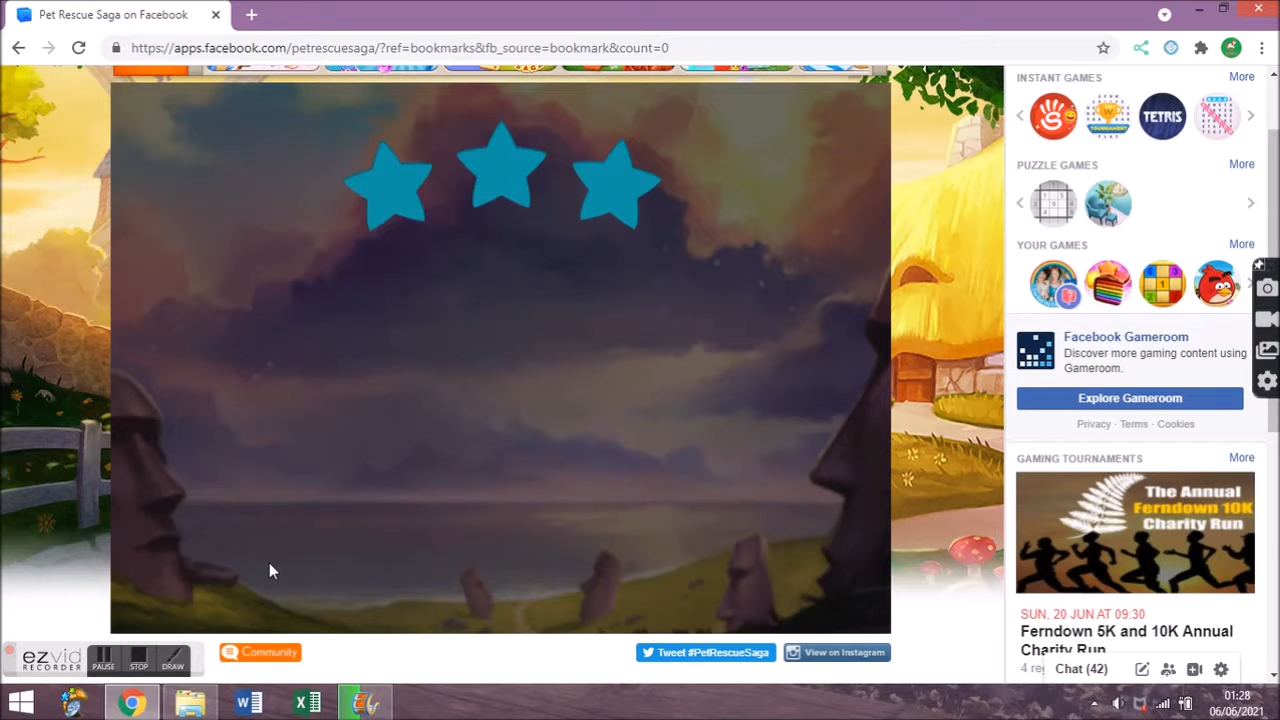 Pet Rescue Saga on Facebook
https://apps.facebook.com/petrescuesaga/?ref=bookmarks&fb_source=bookmark&count=0
INSTANT GAMES
More
TETRIS
PUZZLE GAMES
More
YOUR GAMES
More
Facebook Gameroom
Discover more gaming content using
Gameroom.
Explore Gameroom
Privacy · Terms · Cookies
GAMING TOURNAMENTS
More
The Annual
Ferndown 10K
Charity Run
SUN, 20 JUN AT 09:30
Ferndown 5K and 10K Annual
Charity Run
Chat (42)
ezvid
RECORDER
PAUSE
STOP
DRAW
Community
Tweet #PetRescueSaga
View on Instagram
01:28
06/06/2021